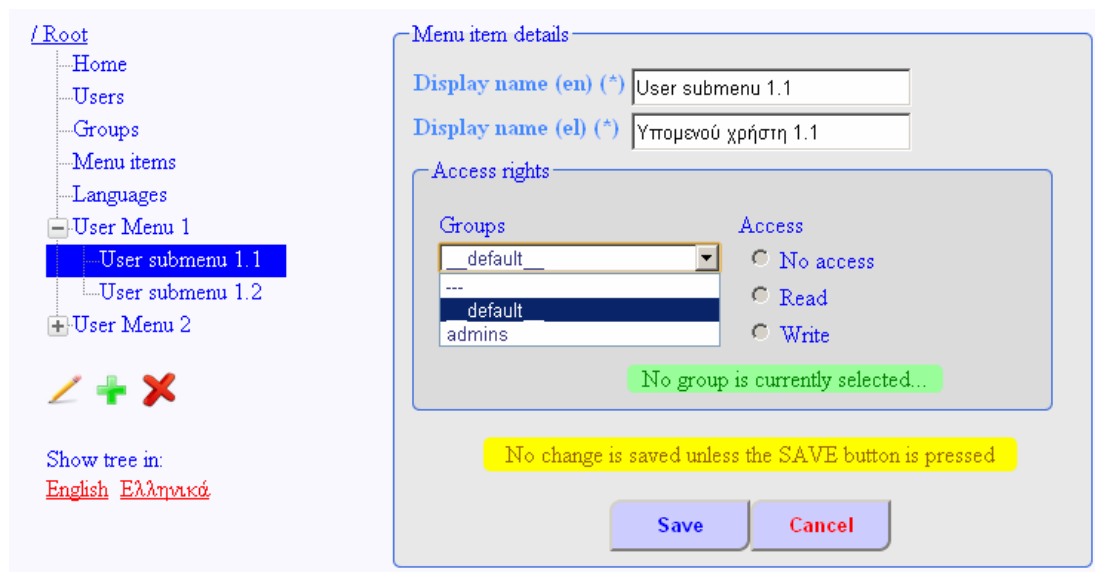 / Root
Home
Users
Groups
Menu items
Languages
User Menu 1
User submenu 1.1
User submenu 1.2
User Menu 2
Show tree in:
English Ελληνικά
Menu item details
Display name (en) (*) User submenu 1.1
Display name (el) (*) Υπομενού χρήστη 1.1
Access rights
Groups
__default__
---
__default__
admins
Access
No access
Read
Write
No group is currently selected...
No change is saved unless the SAVE button is pressed
Save Cancel